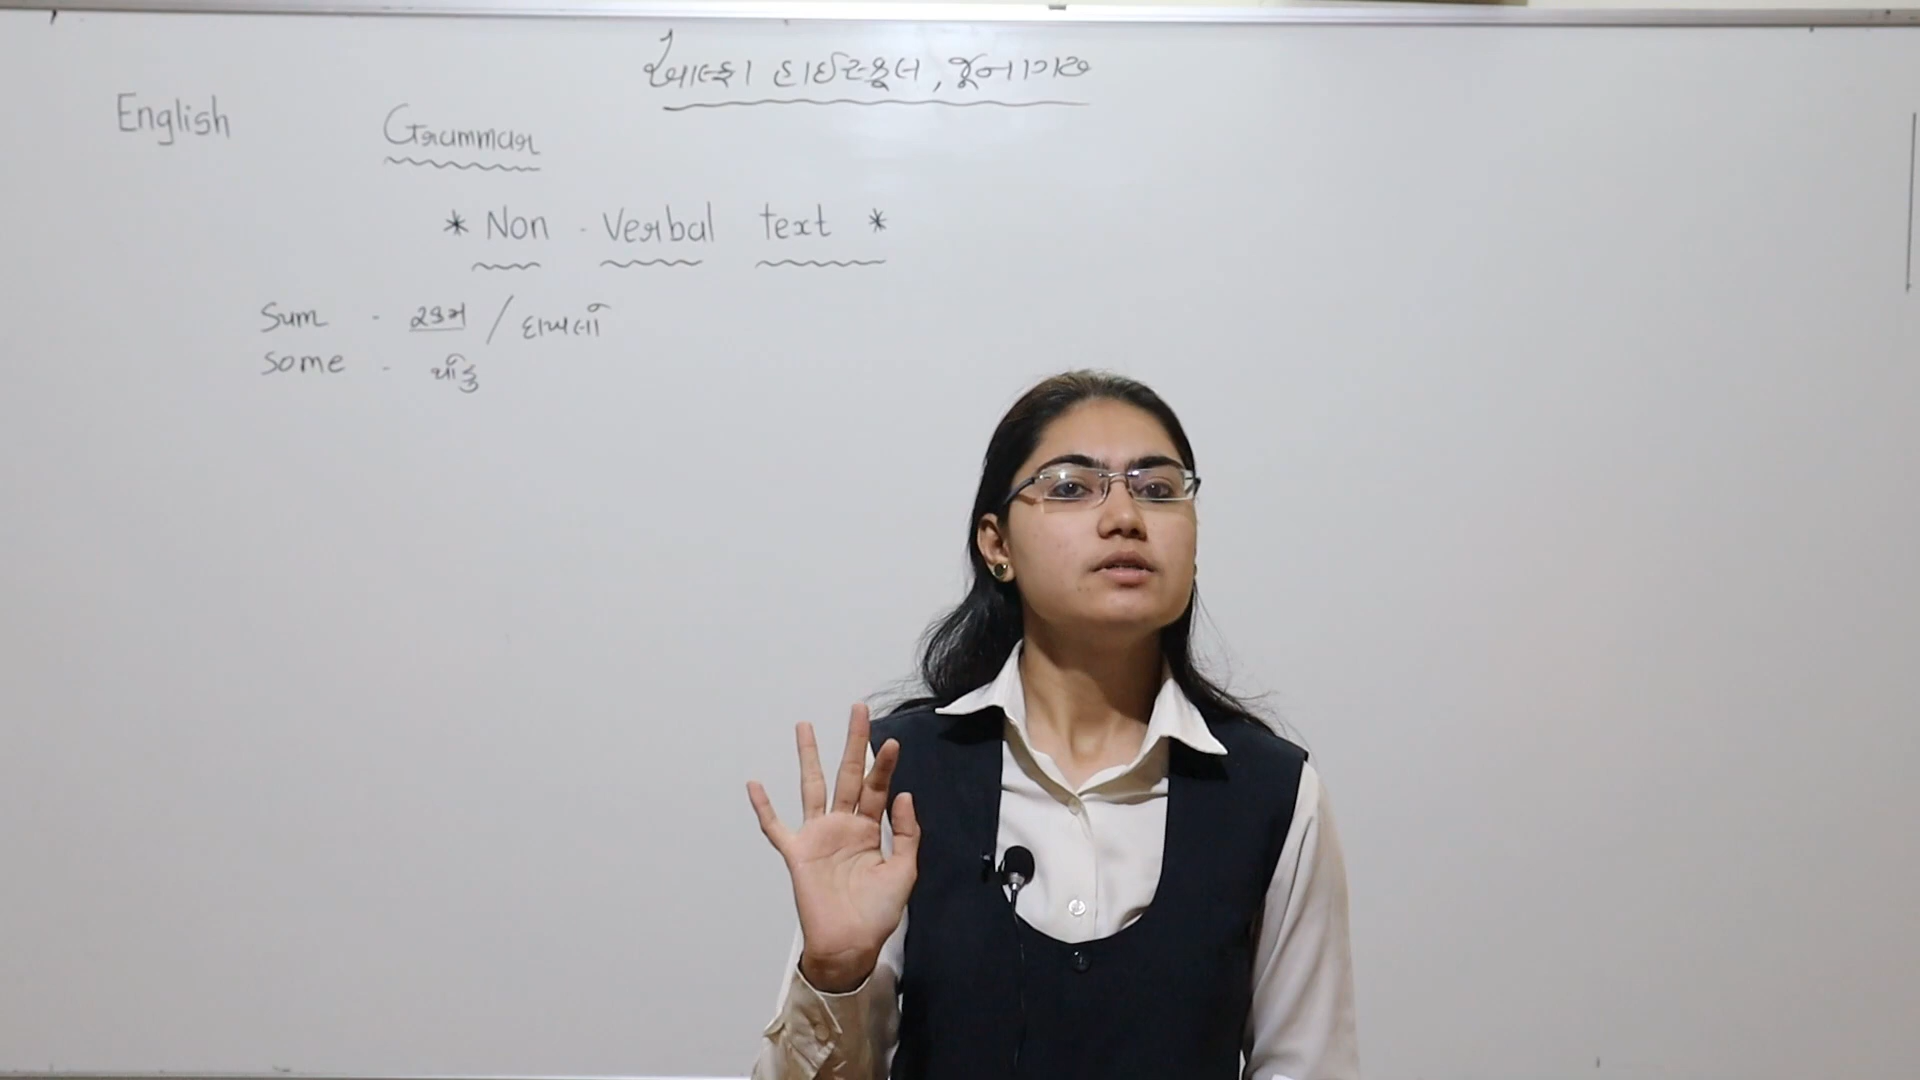 આલ્ફા હાઈસ્કૂલ, જૂનાગઢ
English Grammar
* Non - Verbal text *
Sum - રકમ / દાખલો
Some - થોડું